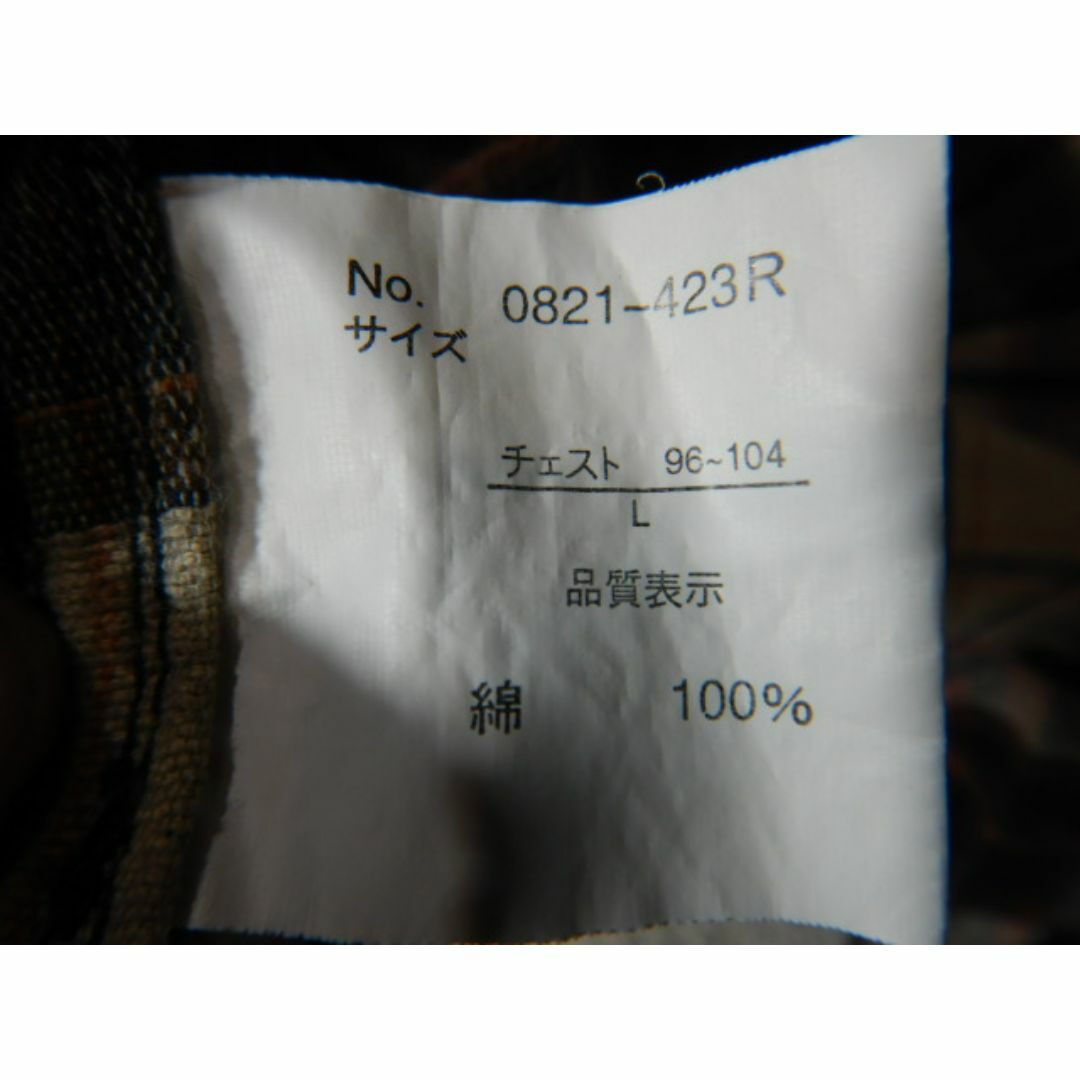 No. 0821-423R
サイズ
チェスト 96~104
L
品質表示
綿 100%